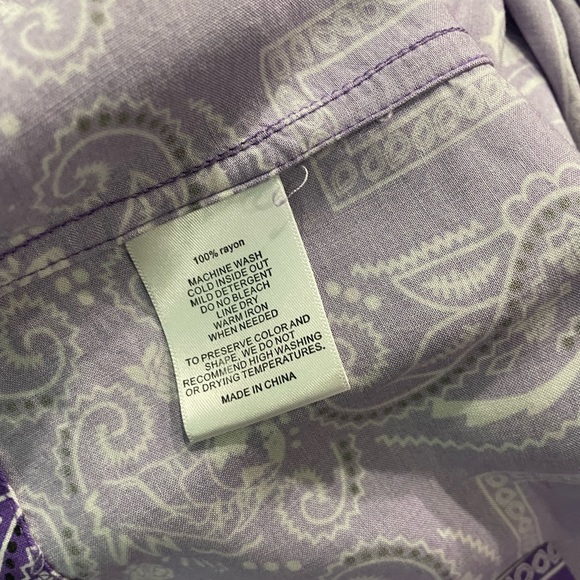 100% rayon
MACHINE WASH
COLD INSIDE OUT
MILD DETERGENT
DO NO BLEACH
LINE DRY
WARM IRON
WHEN NEEDED
TO PRESERVE COLOR AND
SHAPE, WE DO NOT
RECOMMEND HIGH WASHING
OR DRYING TEMPERATURES.
MADE IN CHINA